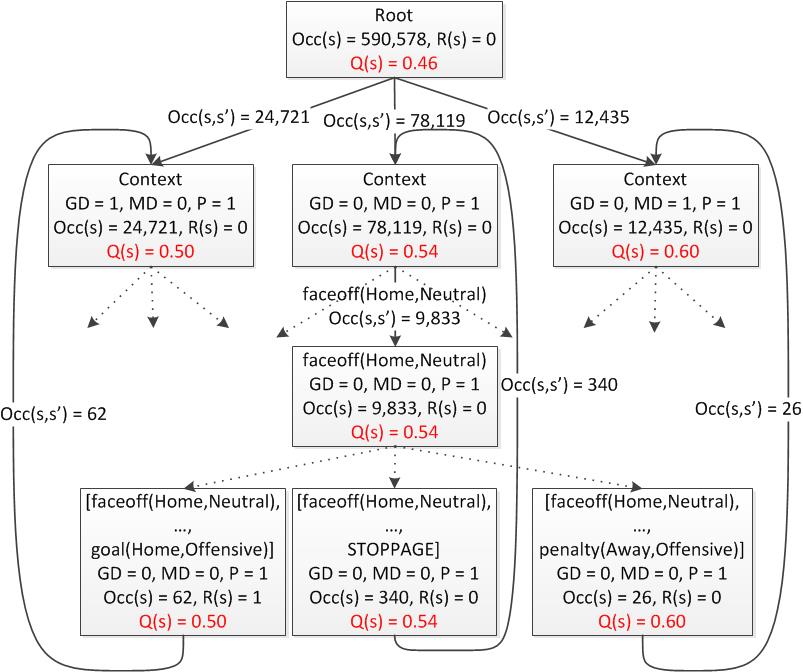 Root
Occ(s) = 590,578, R(s) = 0
Q(s) = 0.46
Occ(s,s’) = 24,721
Occ(s,s’) = 78,119
Occ(s,s’) = 12,435
Context
GD = 1, MD = 0, P = 1
Occ(s) = 24,721, R(s) = 0
Q(s) = 0.50
Context
GD = 0, MD = 0, P = 1
Occ(s) = 78,119, R(s) = 0
Q(s) = 0.54
Context
GD = 0, MD = 1, P = 1
Occ(s) = 12,435, R(s) = 0
Q(s) = 0.60
faceoff(Home,Neutral)
Occ(s,s’) = 9,833
faceoff(Home,Neutral)
GD = 0, MD = 0, P = 1
Occ(s) = 9,833, R(s) = 0
Q(s) = 0.54
Occ(s,s’) = 62
Occ(s,s’) = 340
Occ(s,s’) = 26
[faceoff(Home,Neutral),
…,
goal(Home,Offensive)]
GD = 0, MD = 0, P = 1
Occ(s) = 62, R(s) = 1
Q(s) = 0.50
[faceoff(Home,Neutral),
…,
STOPPAGE]
GD = 0, MD = 0, P = 1
Occ(s) = 340, R(s) = 0
Q(s) = 0.54
[faceoff(Home,Neutral),
…,
penalty(Away,Offensive)]
GD = 0, MD = 0, P = 1
Occ(s) = 26, R(s) = 0
Q(s) = 0.60